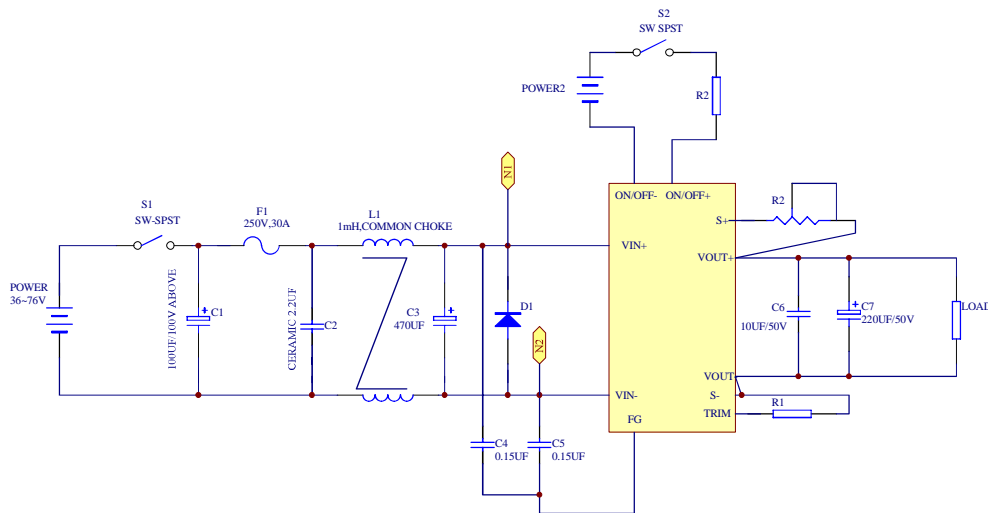 S2
SW SPST
POWER2
R2
N1
ON/OFF-
ON/OFF+
S1
SW-SPST
F1
250V,30A
L1
1mH,COMMON CHOKE
S+
R2
VIN+
VOUT+
POWER
36~76V
100UF/100V ABOVE
C1
CERAMIC 2.2UF
C2
C3
470UF
D1
N2
C6
10UF/50V
C7
220UF/50V
LOAD
VIN-
VOUT
S-
TRIM
R1
FG
C4
0.15UF
C5
0.15UF